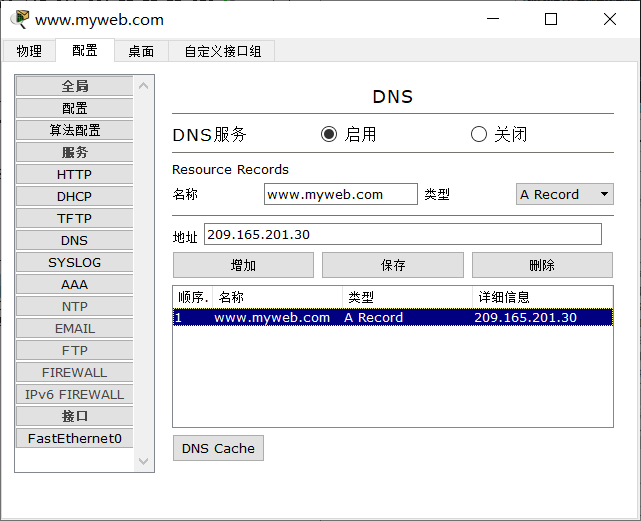 www.myweb.com
物理 配置 桌面 自定义接口组
全局
配置
算法配置
服务
HTTP
DHCP
TFTP
DNS
SYSLOG
AAA
NTP
EMAIL
FTP
FIREWALL
IPv6 FIREWALL
接口
FastEthernet0
DNS
DNS服务 启用 关闭
Resource Records
名称 www.myweb.com 类型 A Record
地址 209.165.201.30
增加 保存 删除
顺序. 名称 类型 详细信息
1 www.myweb.com A Record 209.165.201.30
DNS Cache